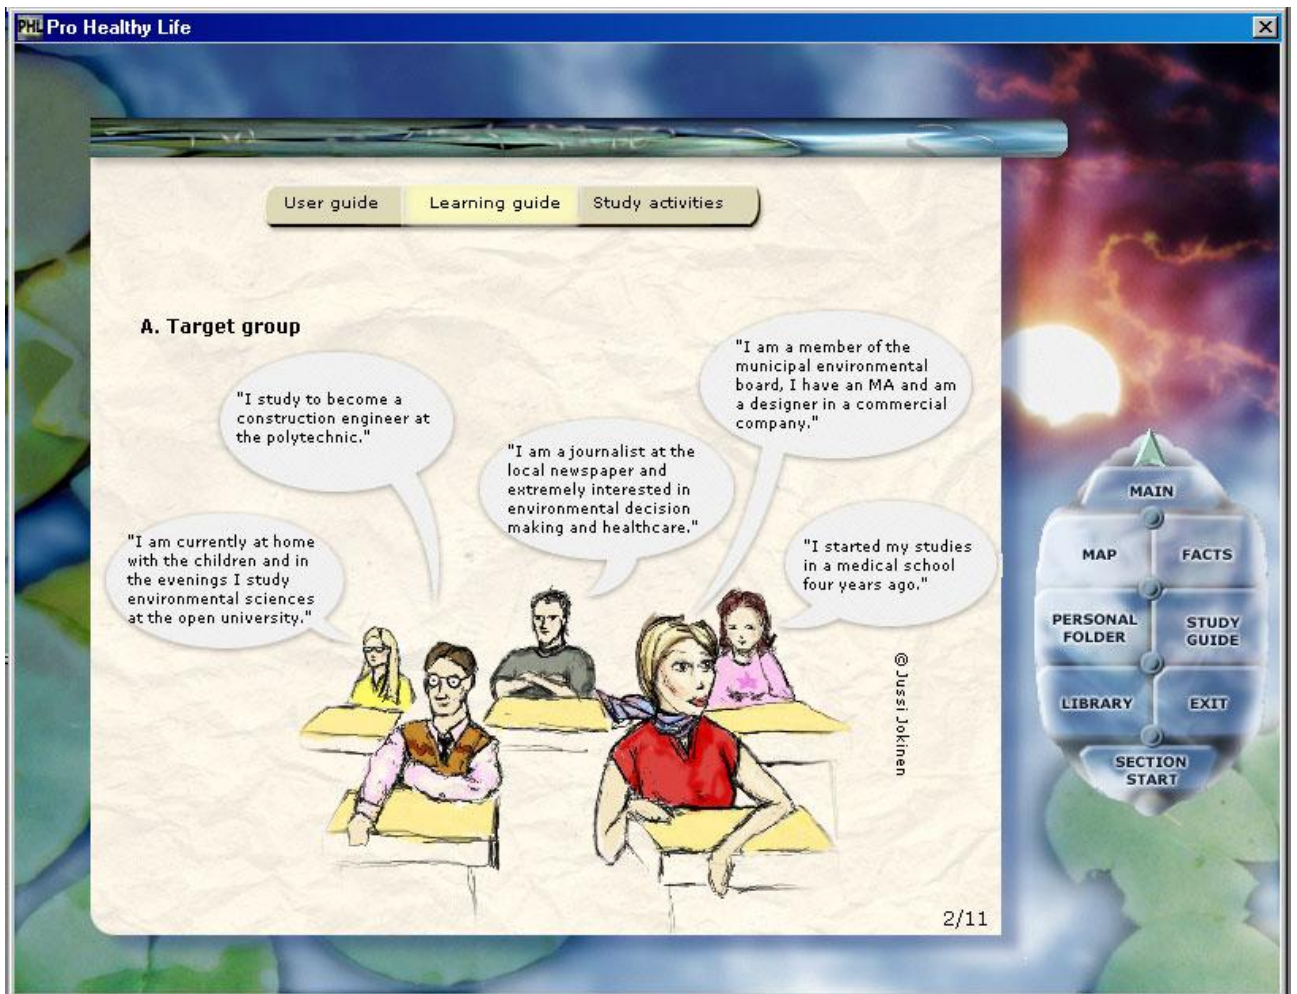 PHL Pro Healthy Life
User guide
Learning guide
Study activities
A. Target group
"I am a member of the
municipal environmental
board, I have an MA and am
a designer in a commercial
company."
"I study to become a
construction engineer at
the polytechnic."
"I am a journalist at the
local newspaper and
extremely interested in
environmental decision
making and healthcare."
"I am currently at home
with the children and in
the evenings I study
environmental sciences
at the open university."
"I started my studies
in a medical school
four years ago."
© Jussi Jokinen
2/11
MAIN
MAP
FACTS
PERSONAL
FOLDER
STUDY
GUIDE
LIBRARY
EXIT
SECTION
START